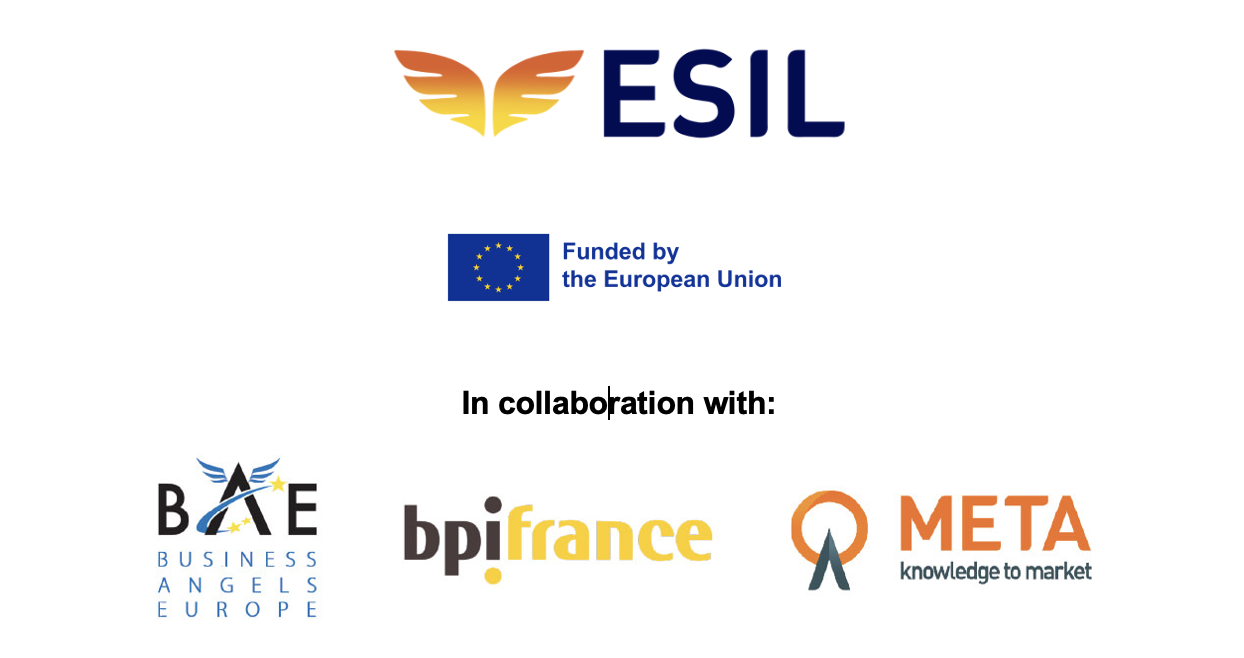 ESIL
Funded by
the European Union
In collaboration with:
BAE
BUSINESS
ANGELS
EUROPE
bpifrance
META
knowledge to market